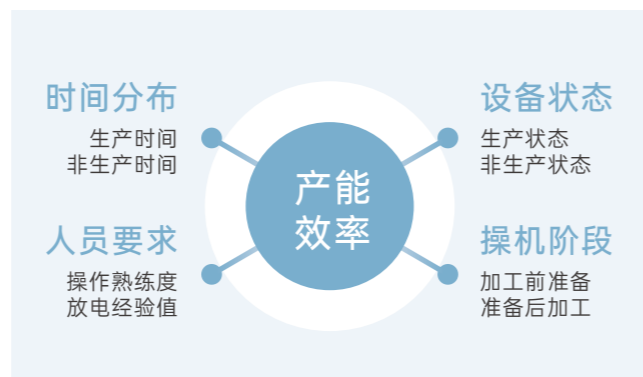 时间分布
生产时间
非生产时间
设备状态
生产状态
非生产状态
产能
效率
人员要求
操作熟练度
放电经验值
操机阶段
加工前准备
准备后加工